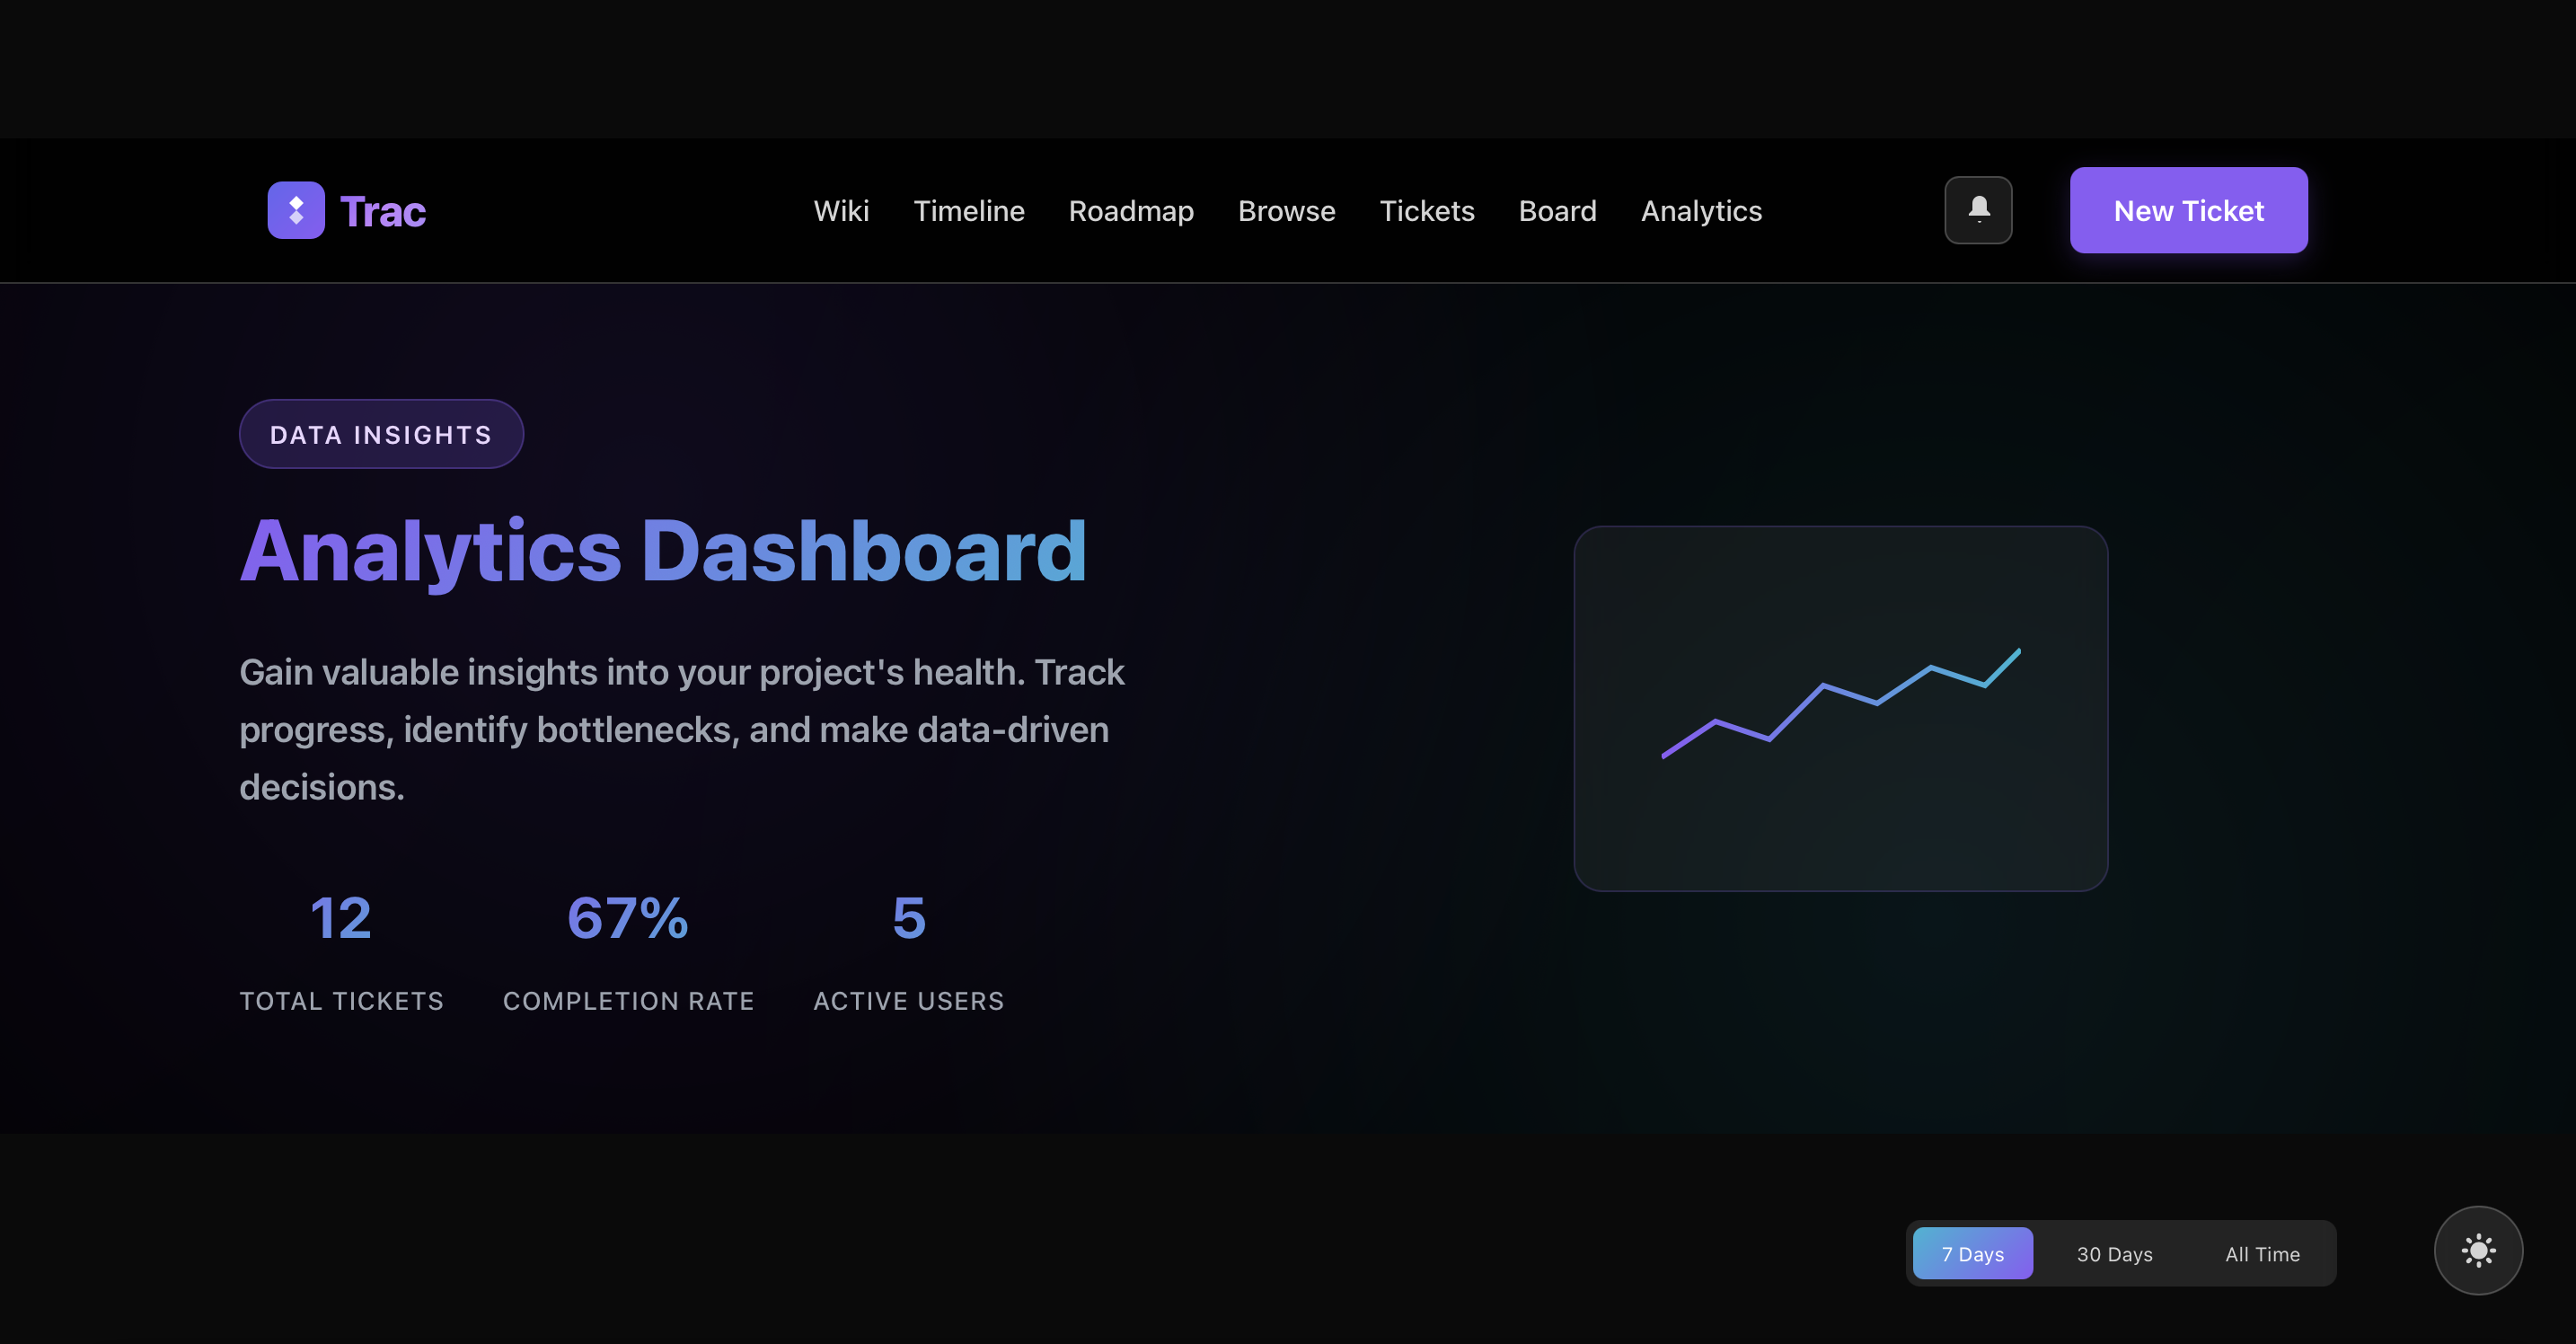 Trac
Wiki Timeline Roadmap Browse Tickets Board Analytics
New Ticket
DATA INSIGHTS
Analytics Dashboard
Gain valuable insights into your project's health. Track
progress, identify bottlenecks, and make data-driven
decisions.
12 67% 5
TOTAL TICKETS COMPLETION RATE ACTIVE USERS
7 Days 30 Days All Time